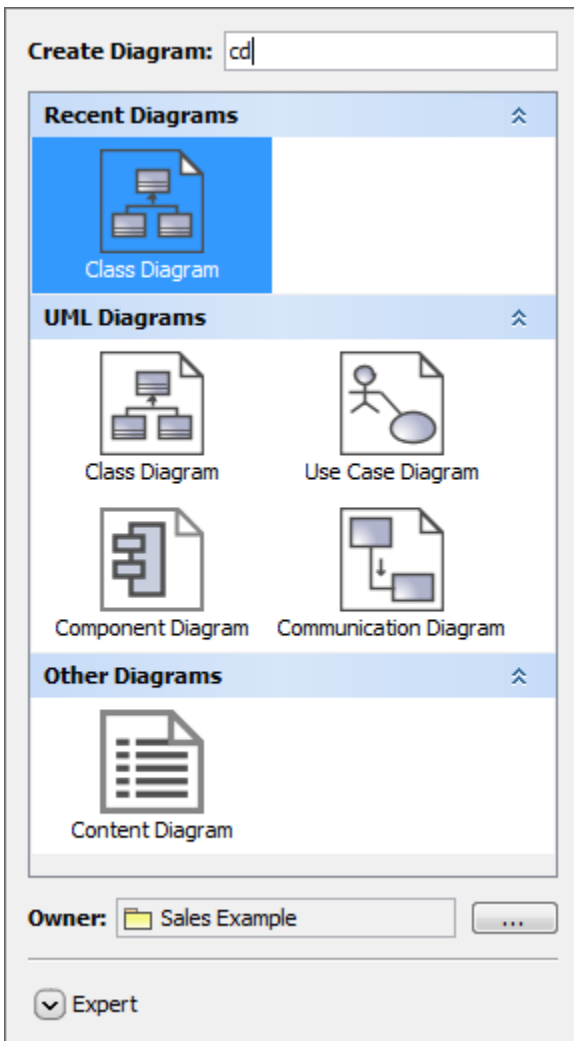 Create Diagram: cd
Recent Diagrams
Class Diagram
UML Diagrams
Class Diagram Use Case Diagram
Component Diagram Communication Diagram
Other Diagrams
Content Diagram
Owner: Sales Example ...
Expert